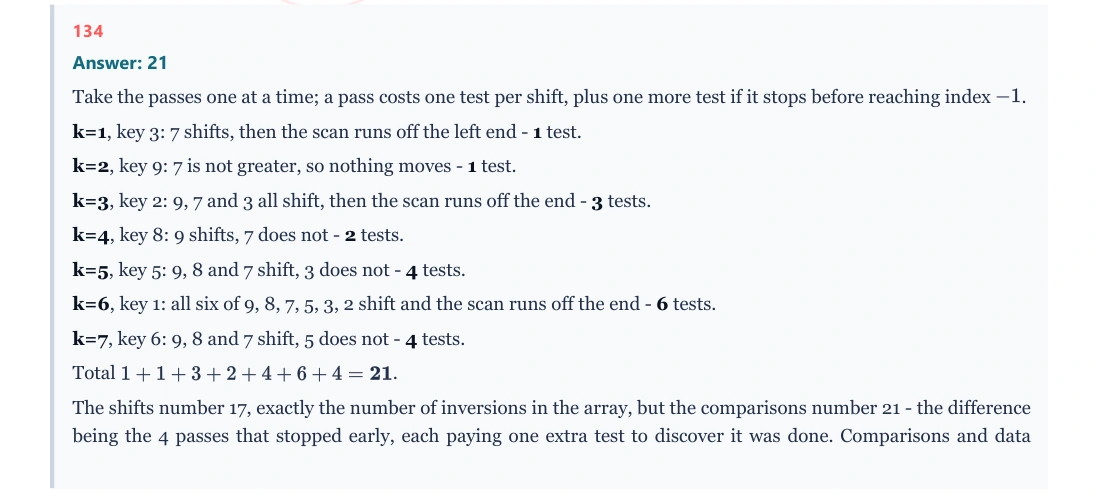 134
Answer: 21
Take the passes one at a time; a pass costs one test per shift, plus one more test if it stops before reaching index −1.
k=1, key 3: 7 shifts, then the scan runs off the left end - 1 test.
k=2, key 9: 7 is not greater, so nothing moves - 1 test.
k=3, key 2: 9, 7 and 3 all shift, then the scan runs off the end - 3 tests.
k=4, key 8: 9 shifts, 7 does not - 2 tests.
k=5, key 5: 9, 8 and 7 shift, 3 does not - 4 tests.
k=6, key 1: all six of 9, 8, 7, 5, 3, 2 shift and the scan runs off the end - 6 tests.
k=7, key 6: 9, 8 and 7 shift, 5 does not - 4 tests.
Total 1 + 1 + 3 + 2 + 4 + 6 + 4 = 21.
The shifts number 17, exactly the number of inversions in the array, but the comparisons number 21 - the difference
being the 4 passes that stopped early, each paying one extra test to discover it was done. Comparisons and data